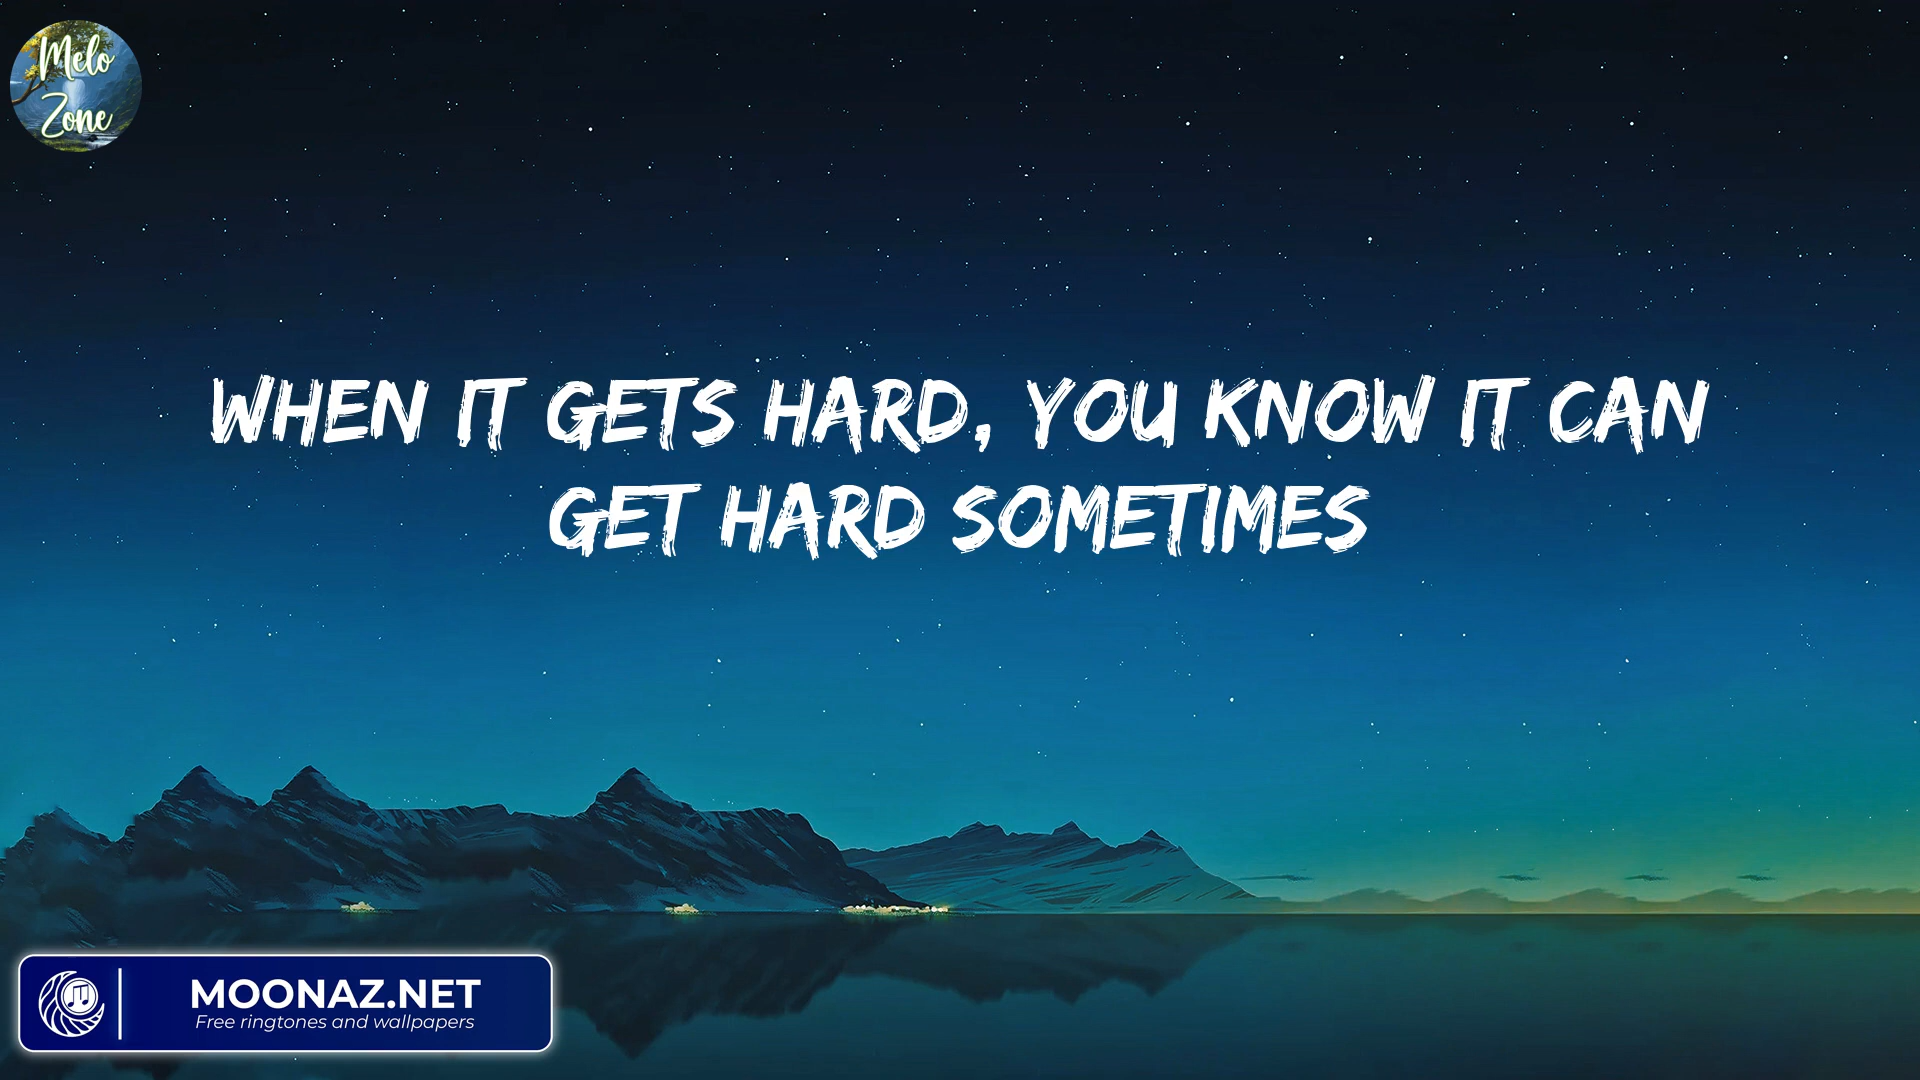 Melo
Zone
WHEN IT GETS HARD, YOU KNOW IT CAN
GET HARD SOMETIMES
MOONAZ.NET
Free ringtones and wallpapers